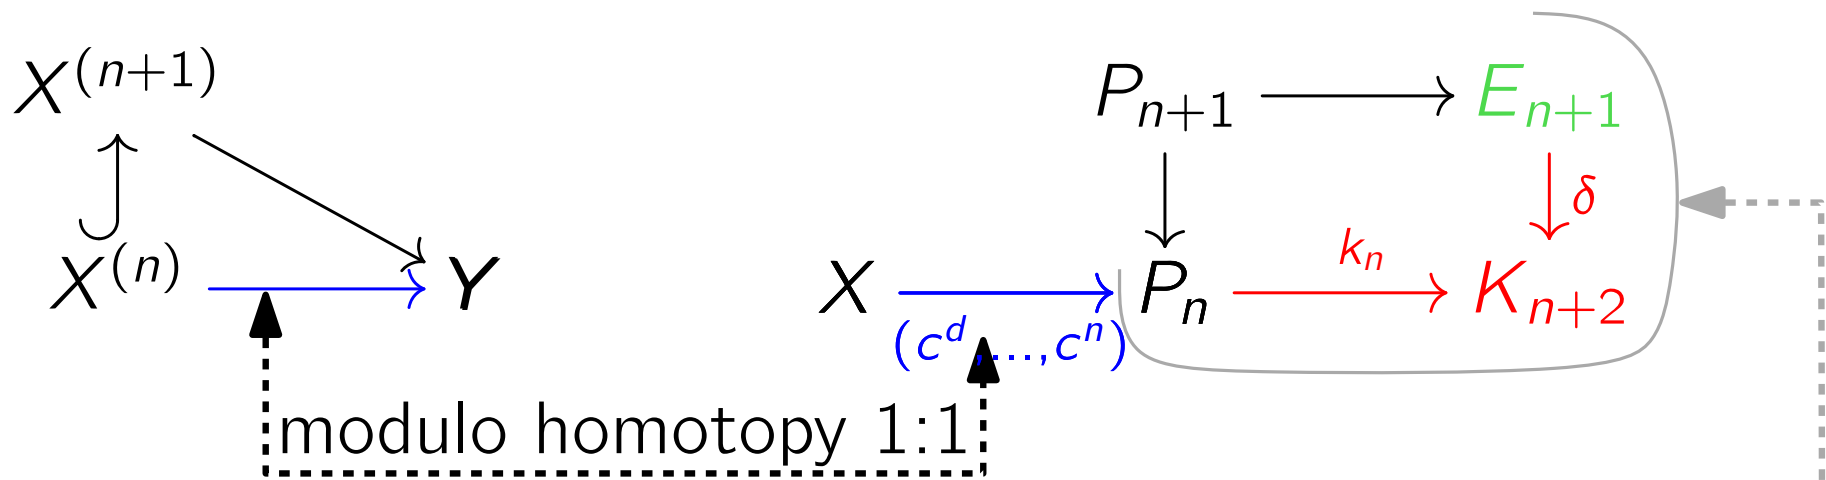 X^{(n+1)} P_{n+1} E_{n+1}
δ
k_n
X^{(n)} Y X P_n K_{n+2}
(c^d,...,c^n)
modulo homotopy 1:1